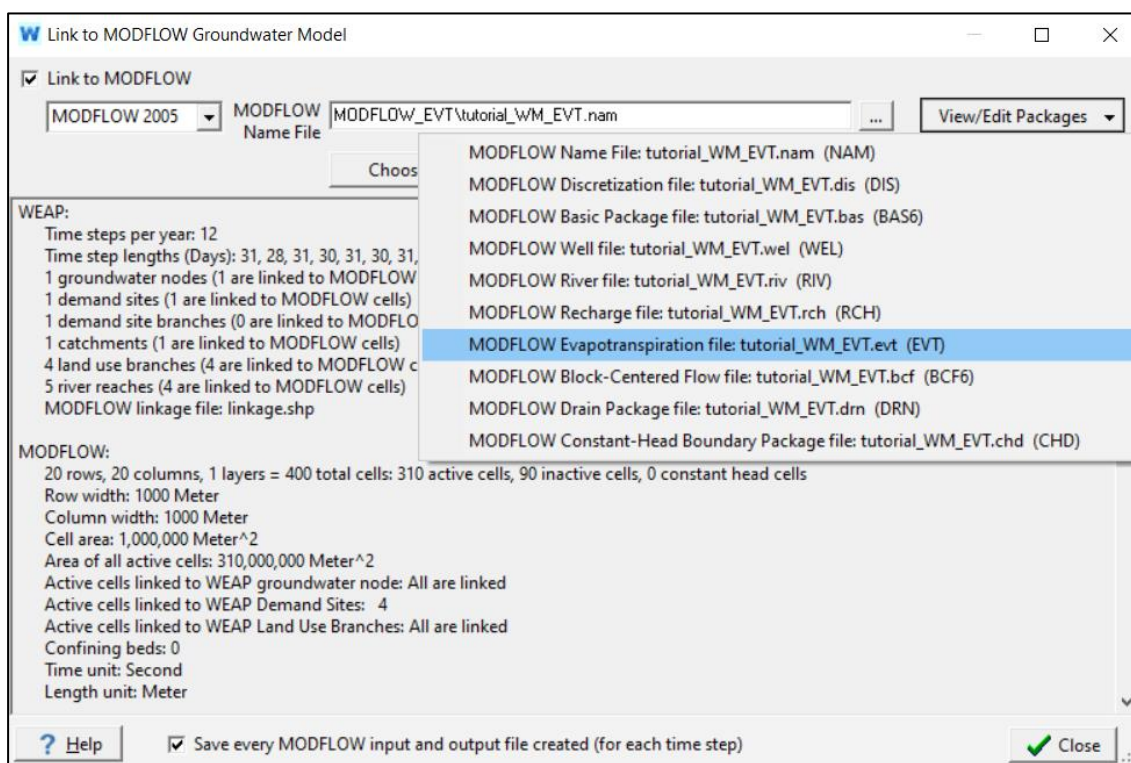 Link to MODFLOW Groundwater Model
Link to MODFLOW
MODFLOW 2005
MODFLOW
Name File
MODFLOW_EVT\tutorial_WM_EVT.nam
...
View/Edit Packages
Choos
MODFLOW Name File: tutorial_WM_EVT.nam (NAM)
MODFLOW Discretization file: tutorial_WM_EVT.dis (DIS)
MODFLOW Basic Package file: tutorial_WM_EVT.bas (BAS6)
MODFLOW Well file: tutorial_WM_EVT.wel (WEL)
MODFLOW River file: tutorial_WM_EVT.riv (RIV)
MODFLOW Recharge file: tutorial_WM_EVT.rch (RCH)
MODFLOW Evapotranspiration file: tutorial_WM_EVT.evt (EVT)
MODFLOW Block-Centered Flow file: tutorial_WM_EVT.bcf (BCF6)
MODFLOW Drain Package file: tutorial_WM_EVT.drn (DRN)
MODFLOW Constant-Head Boundary Package file: tutorial_WM_EVT.chd (CHD)
WEAP:
Time steps per year: 12
Time step lengths (Days): 31, 28, 31, 30, 31, 30, 31,
1 groundwater nodes (1 are linked to MODFLOW
1 demand sites (1 are linked to MODFLOW cells)
1 demand site branches (0 are linked to MODFLO
1 catchments (1 are linked to MODFLOW cells)
4 land use branches (4 are linked to MODFLOW c
5 river reaches (4 are linked to MODFLOW cells)
MODFLOW linkage file: linkage.shp
MODFLOW:
20 rows, 20 columns, 1 layers = 400 total cells: 310 active cells, 90 inactive cells, 0 constant head cells
Row width: 1000 Meter
Column width: 1000 Meter
Cell area: 1,000,000 Meter^2
Area of all active cells: 310,000,000 Meter^2
Active cells linked to WEAP groundwater node: All are linked
Active cells linked to WEAP Demand Sites: 4
Active cells linked to WEAP Land Use Branches: All are linked
Confining beds: 0
Time unit: Second
Length unit: Meter
? Help
Save every MODFLOW input and output file created (for each time step)
Close